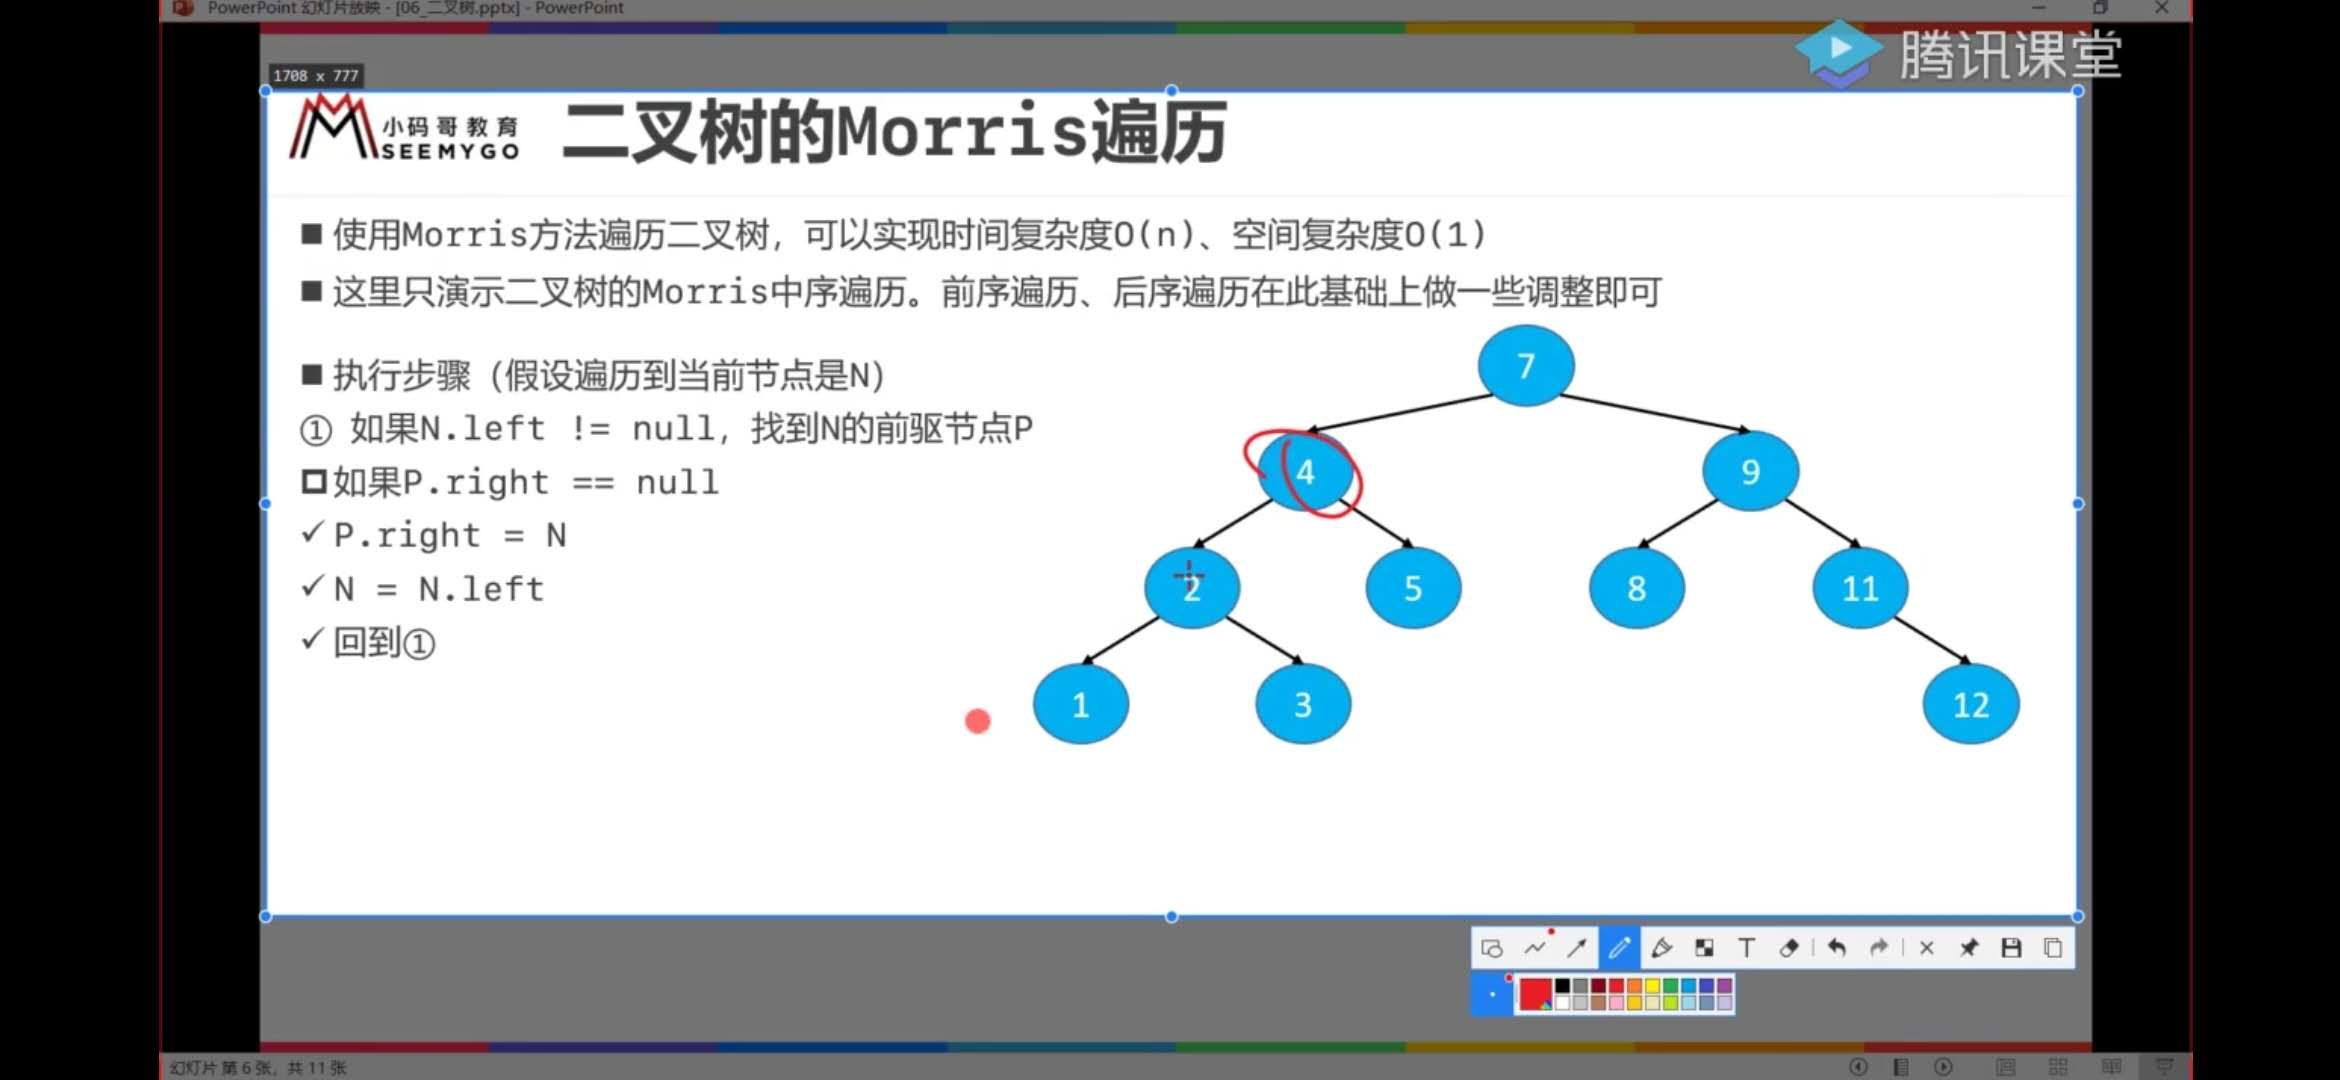 PowerPoint 幻灯片放映 - [06_二叉树.pptx] - PowerPoint
腾讯课堂
1708 x 777
小码哥教育
SEEMYGO
二叉树的Morris遍历
■ 使用Morris方法遍历二叉树，可以实现时间复杂度O(n)、空间复杂度O(1)
■ 这里只演示二叉树的Morris中序遍历。前序遍历、后序遍历在此基础上做一些调整即可
■ 执行步骤（假设遍历到当前节点是N）
① 如果N.left != null，找到N的前驱节点P
如果P.right == null
✓ P.right = N
✓ N = N.left
✓ 回到①
7
4 9
2 5 8 11
1 3 12
T
幻灯片 第 6 张，共 11 张